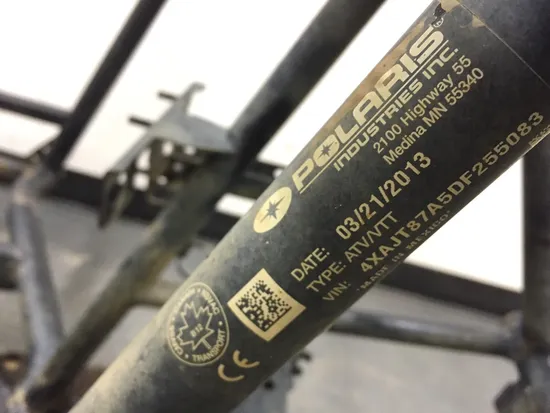 POLARIS
INDUSTRIES INC.
2100 Highway 55
Medina MN 55340
DATE: 03/21/2013
TYPE: ATV/VTT
VIN: 4XAJT87A5DF255083
MADE IN MEXICO
TRANSPORT
CE